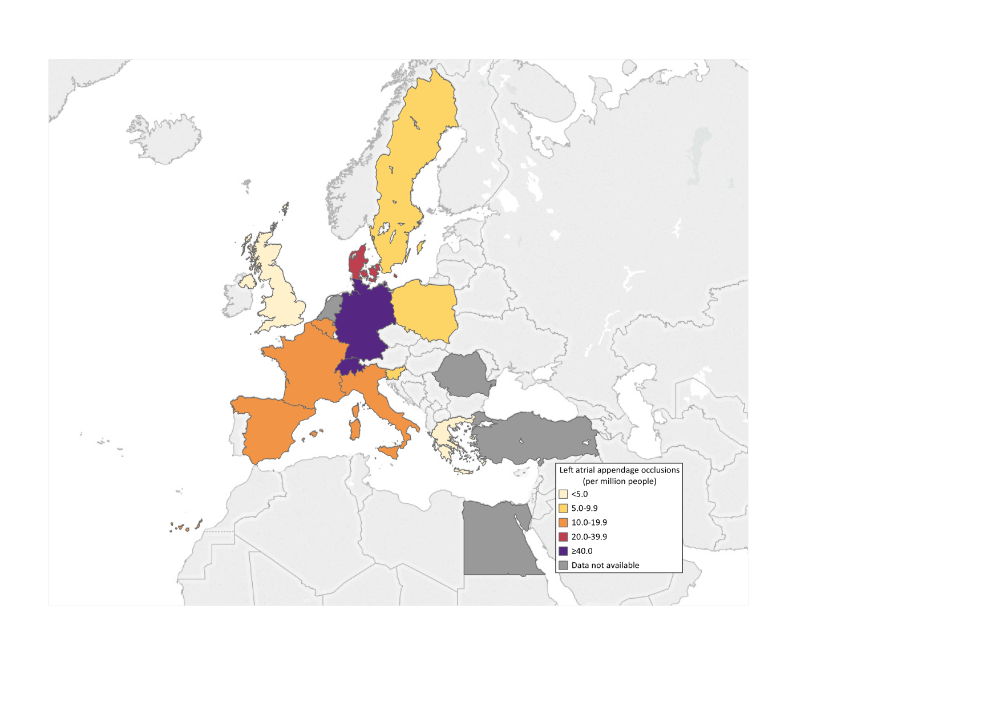 Left atrial appendage occlusions
(per million people)
<5.0
5.0-9.9
10.0-19.9
20.0-39.9
≥40.0
Data not available